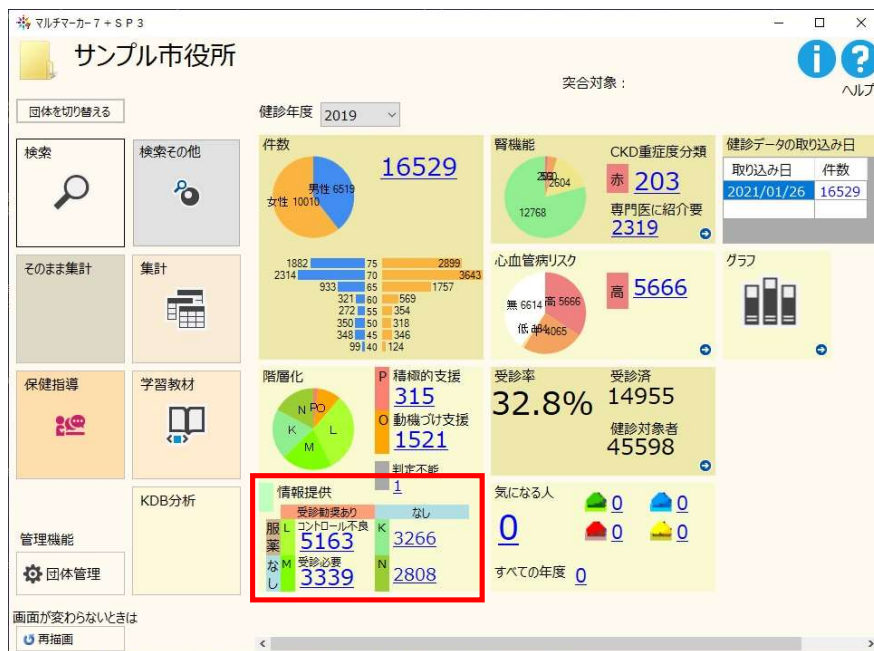 マルチマーカー7+SP3
サンプル市役所
突合対象：
ヘルプ
団体を切り替える
健診年度 2019
検索
検索その他
そのまま集計
集計
保健指導
学習教材
KDB分析
管理機能
団体管理
画面が変わらないときは
再描画
件数
16529
男性 6519
女性 10010
1882 75 2899
2314 70 3643
933 65 1757
321 60 569
272 55 354
350 50 318
348 45 346
99 40 124
腎機能
CKD重症度分類
赤 203
専門医に紹介要
2319
2604
12768
健診データの取り込み日
取り込み日 件数
2021/01/26 16529
心血管病リスク
高 5666
無 6614
高 5666
低
中 4065
グラフ
階層化
N P O
K L
M
P 積極的支援
315
O 動機づけ支援
1521
判定不能
1
受診率
32.8%
受診済
14955
健診対象者
45598
情報提供
受診勧奨あり なし
服薬 L コントロール不良 K
5163 3266
なし M 受診必要 N
3339 2808
気になる人
0
0 0
0 0
すべての年度 0